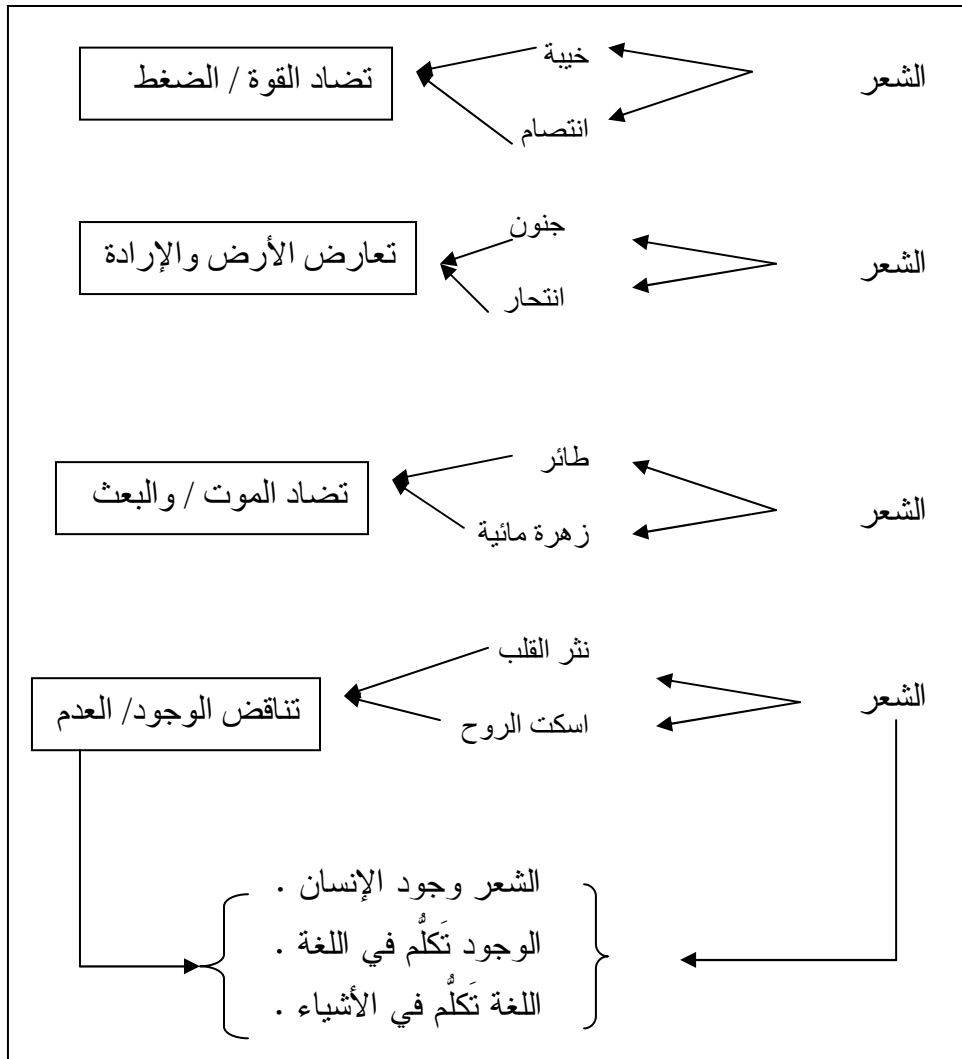 الشعر
خيبة
انتصام
تضاد القوة / الضغط
الشعر
جنون
انتحار
تعارض الأرض والإرادة
الشعر
طائر
زهرة مائية
تضاد الموت / والبعث
الشعر
نثر القلب
اسكت الروح
تناقض الوجود/ العدم
الشعر وجود الإنسان .
الوجود تَكلُّم في اللغة .
اللغة تَكلُّم في الأشياء .